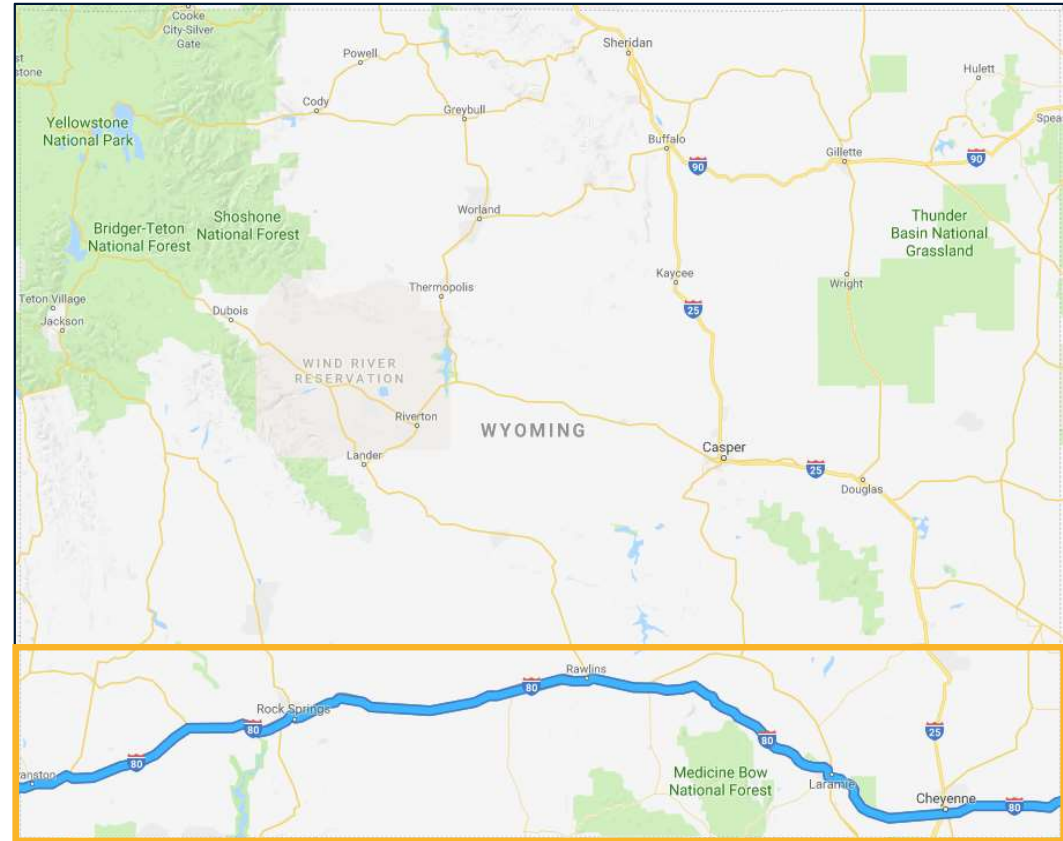 Cooke
City-Silver
Gate
Sheridan
Powell
Hulett
st
stone
Cody
Greybull
Spea
Yellowstone
National Park
Buffalo
90
Gillette
90
Worland
Shoshone
National Forest
Bridger-Teton
National Forest
Thunder
Basin National
Grassland
Kaycee
Thermopolis
Wright
Teton Village
Jackson
Dubois
25
WIND RIVER
RESERVATION
Riverton
WYOMING
Casper
Lander
25
Douglas
Rawlins
80
Rock Springs
80
25
80
80
Medicine Bow
National Forest
anston
Laramie
Cheyenne
80